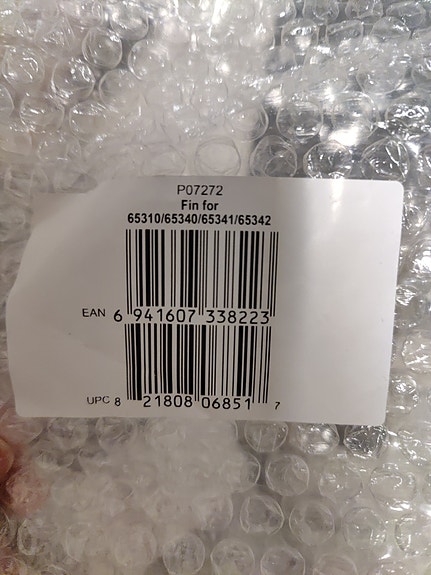 P07272
Fin for
65310/65340/65341/65342
EAN 6 941607 338223
UPC 8 21808 06851 7